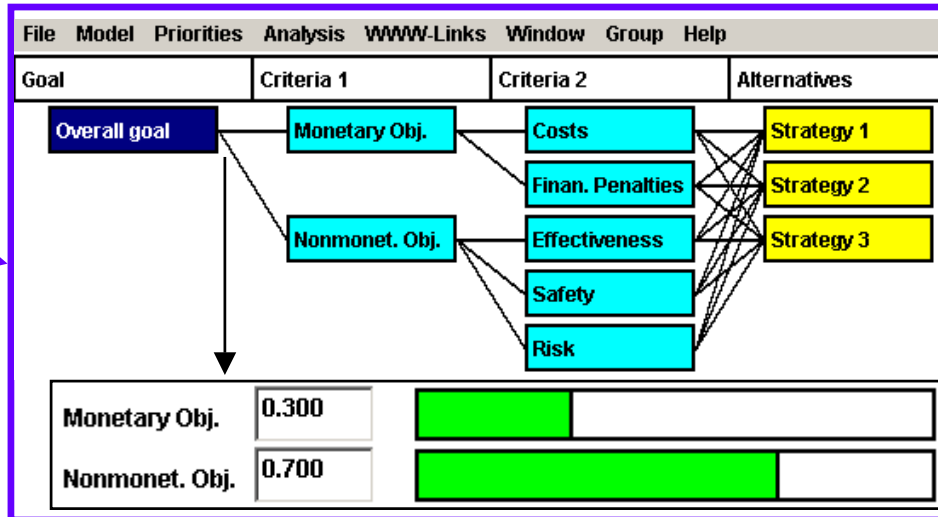 File Model Priorities Analysis WWW-Links Window Group Help
Goal Criteria 1 Criteria 2 Alternatives
Overall goal Monetary Obj. Costs Strategy 1
Finan. Penalties Strategy 2
Nonmonet. Obj. Effectiveness Strategy 3
Safety
Risk
Monetary Obj. 0.300
Nonmonet. Obj. 0.700